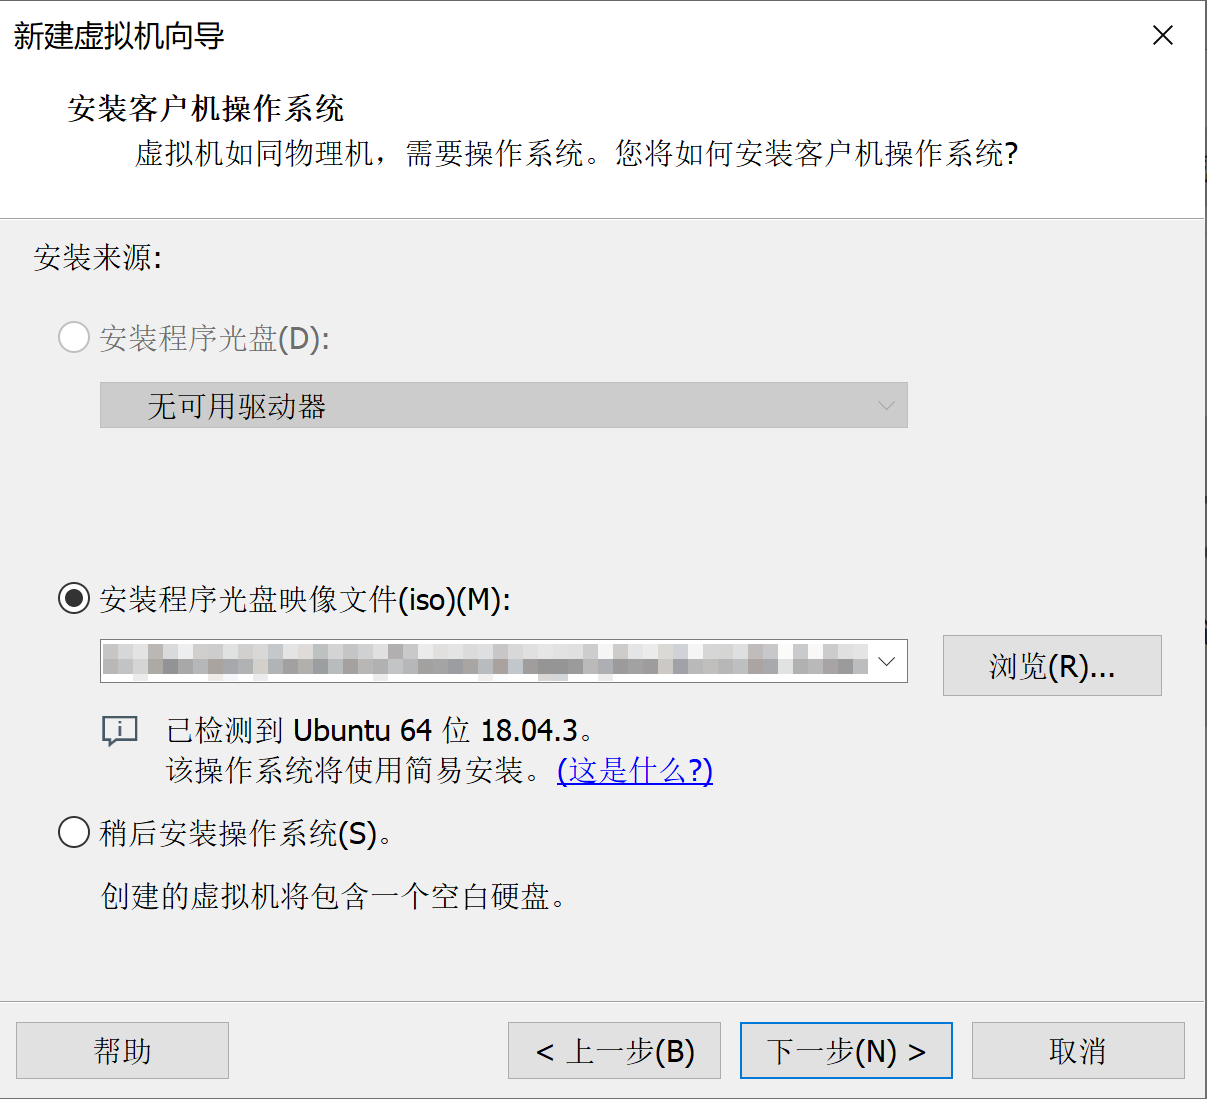 新建虚拟机向导
安装客户机操作系统
虚拟机如同物理机，需要操作系统。您将如何安装客户机操作系统?
安装来源:
安装程序光盘(D):
无可用驱动器
安装程序光盘映像文件(iso)(M):
浏览(R)...
已检测到 Ubuntu 64 位 18.04.3。
该操作系统将使用简易安装。(这是什么?)
稍后安装操作系统(S)。
创建的虚拟机将包含一个空白硬盘。
帮助
< 上一步(B)
下一步(N) >
取消